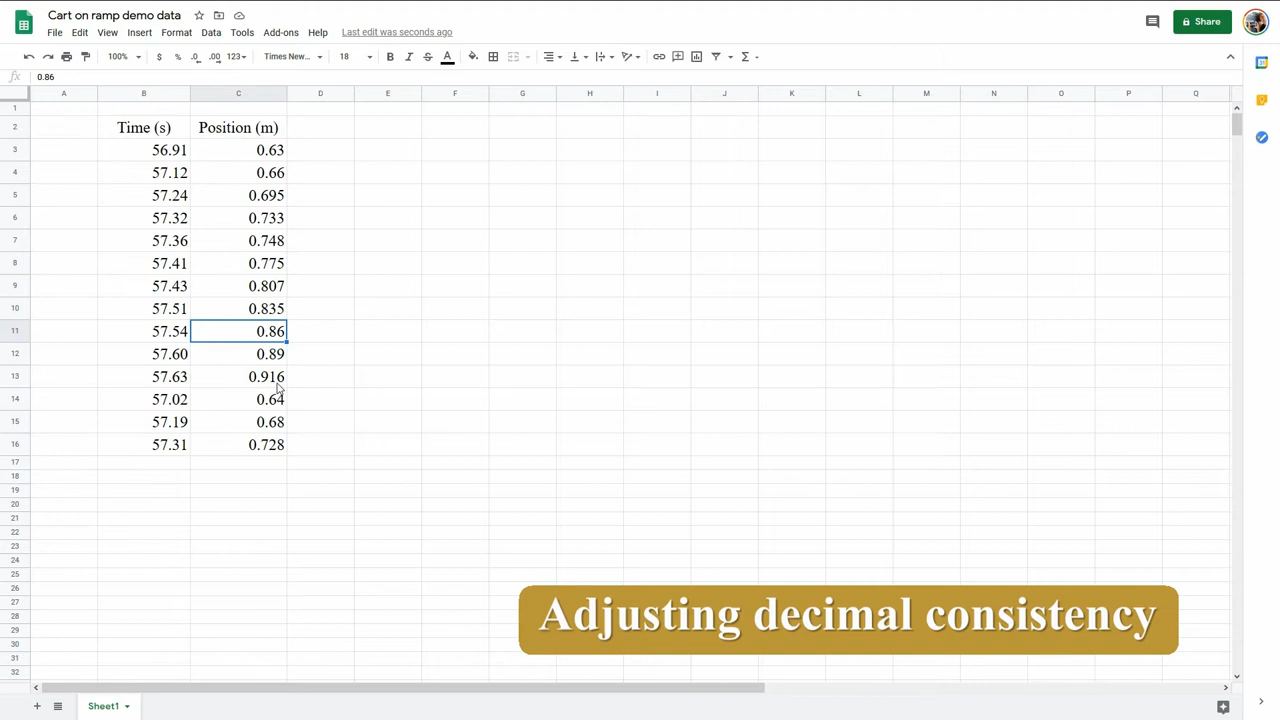 Cart on ramp demo data
File Edit View Insert Format Data Tools Add-ons Help Last edit was seconds ago
Share
100% $ % .0 .00 123 Times New... 18 B I S A
fx 0.86
A B C D E F G H I J K L M N O P Q
1
2 Time (s) Position (m)
3 56.91 0.63
4 57.12 0.66
5 57.24 0.695
6 57.32 0.733
7 57.36 0.748
8 57.41 0.775
9 57.43 0.807
10 57.51 0.835
11 57.54 0.86
12 57.60 0.89
13 57.63 0.916
14 57.02 0.64
15 57.19 0.68
16 57.31 0.728
17
18
19
20
21
22
23
24
25
26
27
28
29
30
31
32
Adjusting decimal consistency
Sheet1